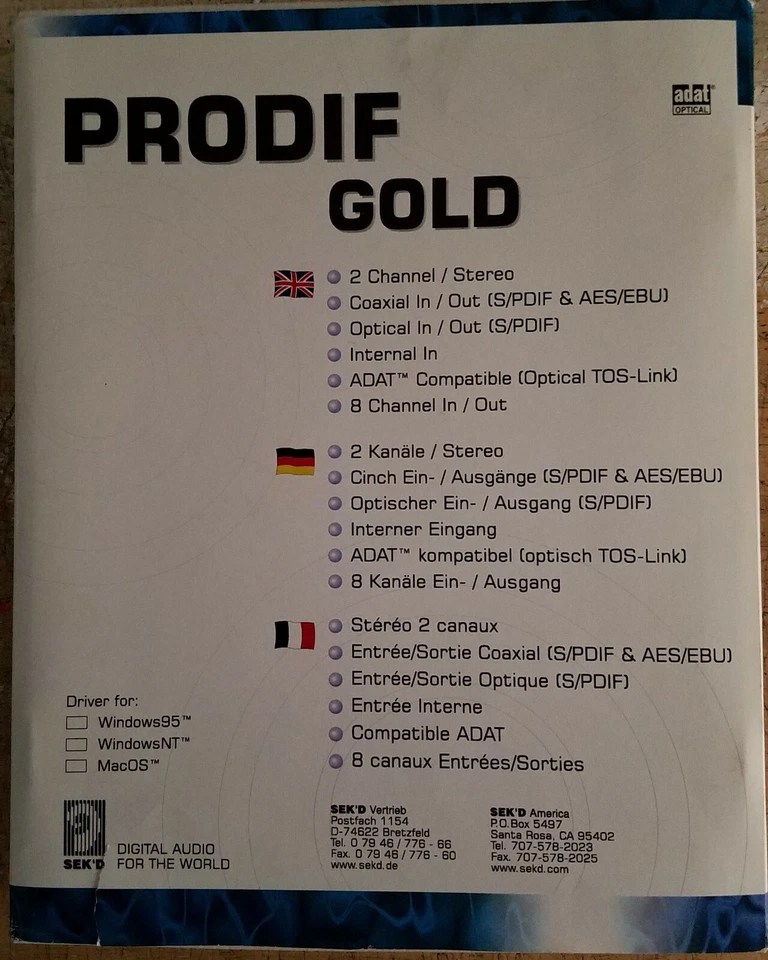 adat®
OPTICAL
PRODIF
GOLD
2 Channel / Stereo
Coaxial In / Out (S/PDIF & AES/EBU)
Optical In / Out (S/PDIF)
Internal In
ADAT™ Compatible (Optical TOS-Link)
8 Channel In / Out
2 Kanäle / Stereo
Cinch Ein- / Ausgänge (S/PDIF & AES/EBU)
Optischer Ein- / Ausgang (S/PDIF)
Interner Eingang
ADAT™ kompatibel (optisch TOS-Link)
8 Kanäle Ein- / Ausgang
Stéréo 2 canaux
Entrée/Sortie Coaxial (S/PDIF & AES/EBU)
Entrée/Sortie Optique (S/PDIF)
Entrée Interne
Compatible ADAT
8 canaux Entrées/Sorties
Driver for:
Windows95™
WindowsNT™
MacOS™
SEK'D
DIGITAL AUDIO
FOR THE WORLD
SEK'D Vertrieb
Postfach 1154
D-74622 Bretzfeld
Tel. 0 79 46 / 776 - 66
Fax. 0 79 46 / 776 - 60
www.sekd.de
SEK'D America
P.O.Box 5497
Santa Rosa, CA 95402
Tel. 707-578-2023
Fax. 707-578-2025
www.sekd.com